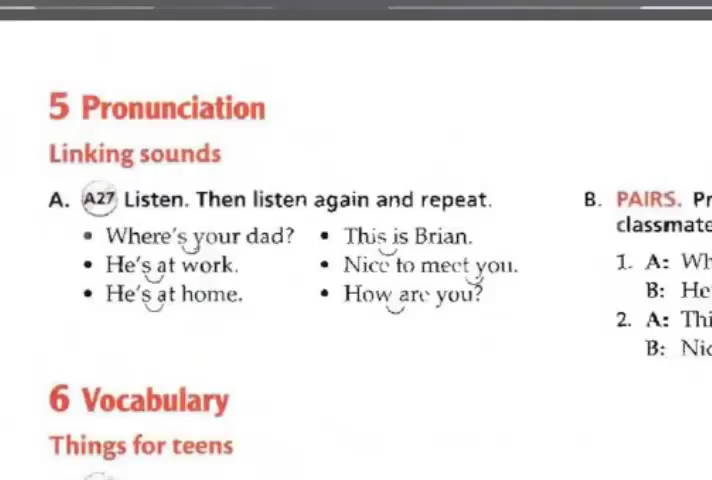 5 Pronunciation
Linking sounds
A. A27 Listen. Then listen again and repeat.
• Where's your dad?
• He's at work.
• He's at home.
• This is Brian.
• Nice to meet you.
• How are you?
B. PAIRS.
classmate
1. A:
B: He
2. A:
B:
6 Vocabulary
Things for teens